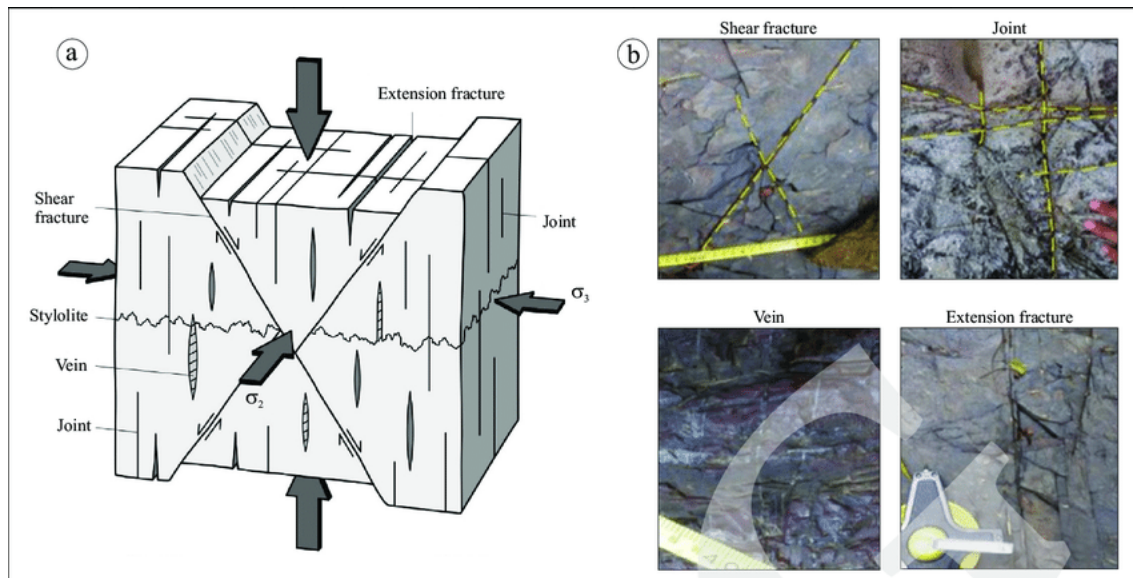 a
Extension fracture
Shear
fracture
Joint
σ3
Stylolite
Vein
σ2
Joint
b
Shear fracture
Joint
Vein
Extension fracture